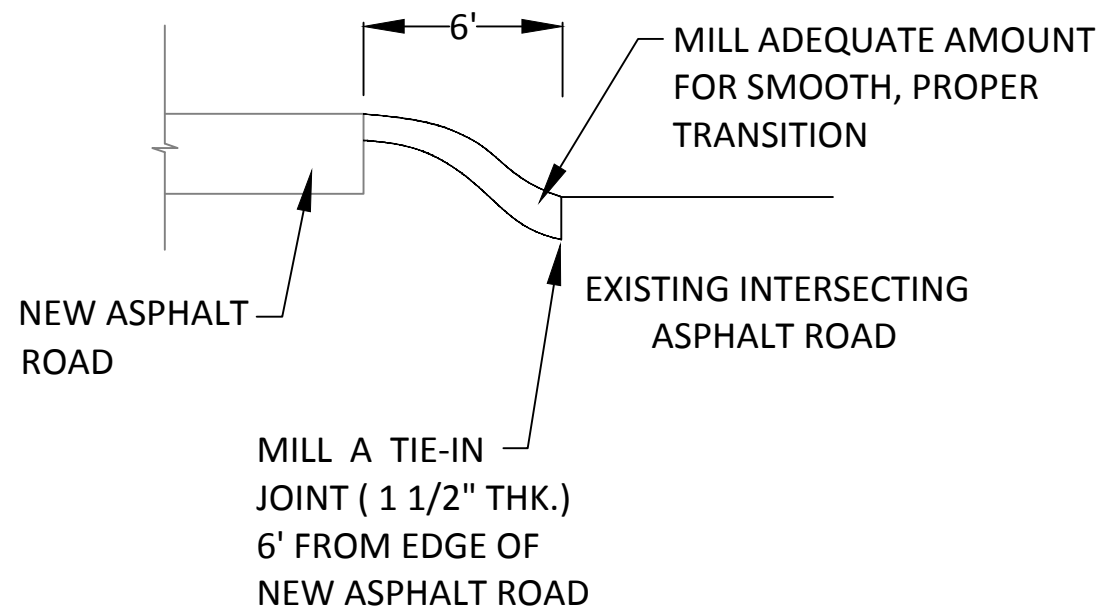 6'
MILL ADEQUATE AMOUNT
FOR SMOOTH, PROPER
TRANSITION
NEW ASPHALT
ROAD
EXISTING INTERSECTING
ASPHALT ROAD
MILL A TIE-IN
JOINT ( 1 1/2" THK.)
6' FROM EDGE OF
NEW ASPHALT ROAD